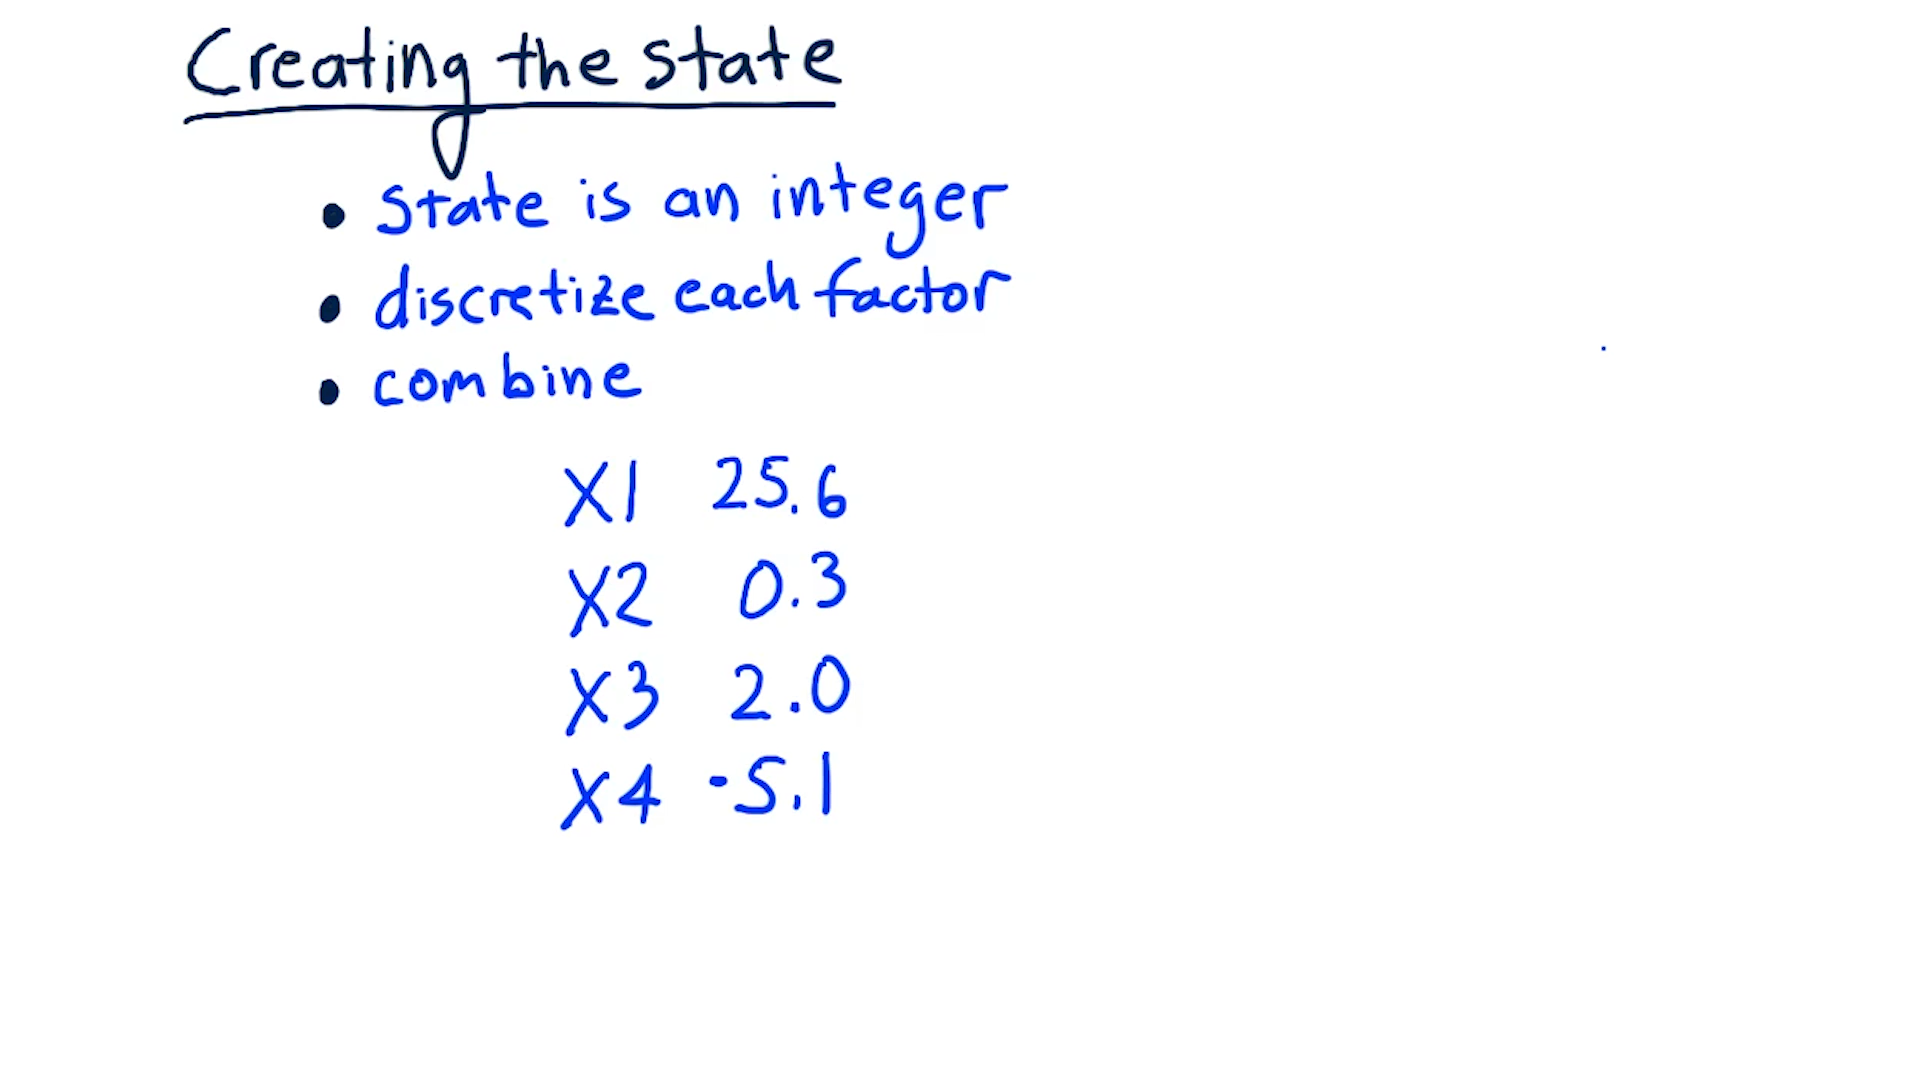 Creating the state
• state is an integer
• discretize each factor
• combine
X1 25.6
X2 0.3
X3 2.0
X4 -5.1